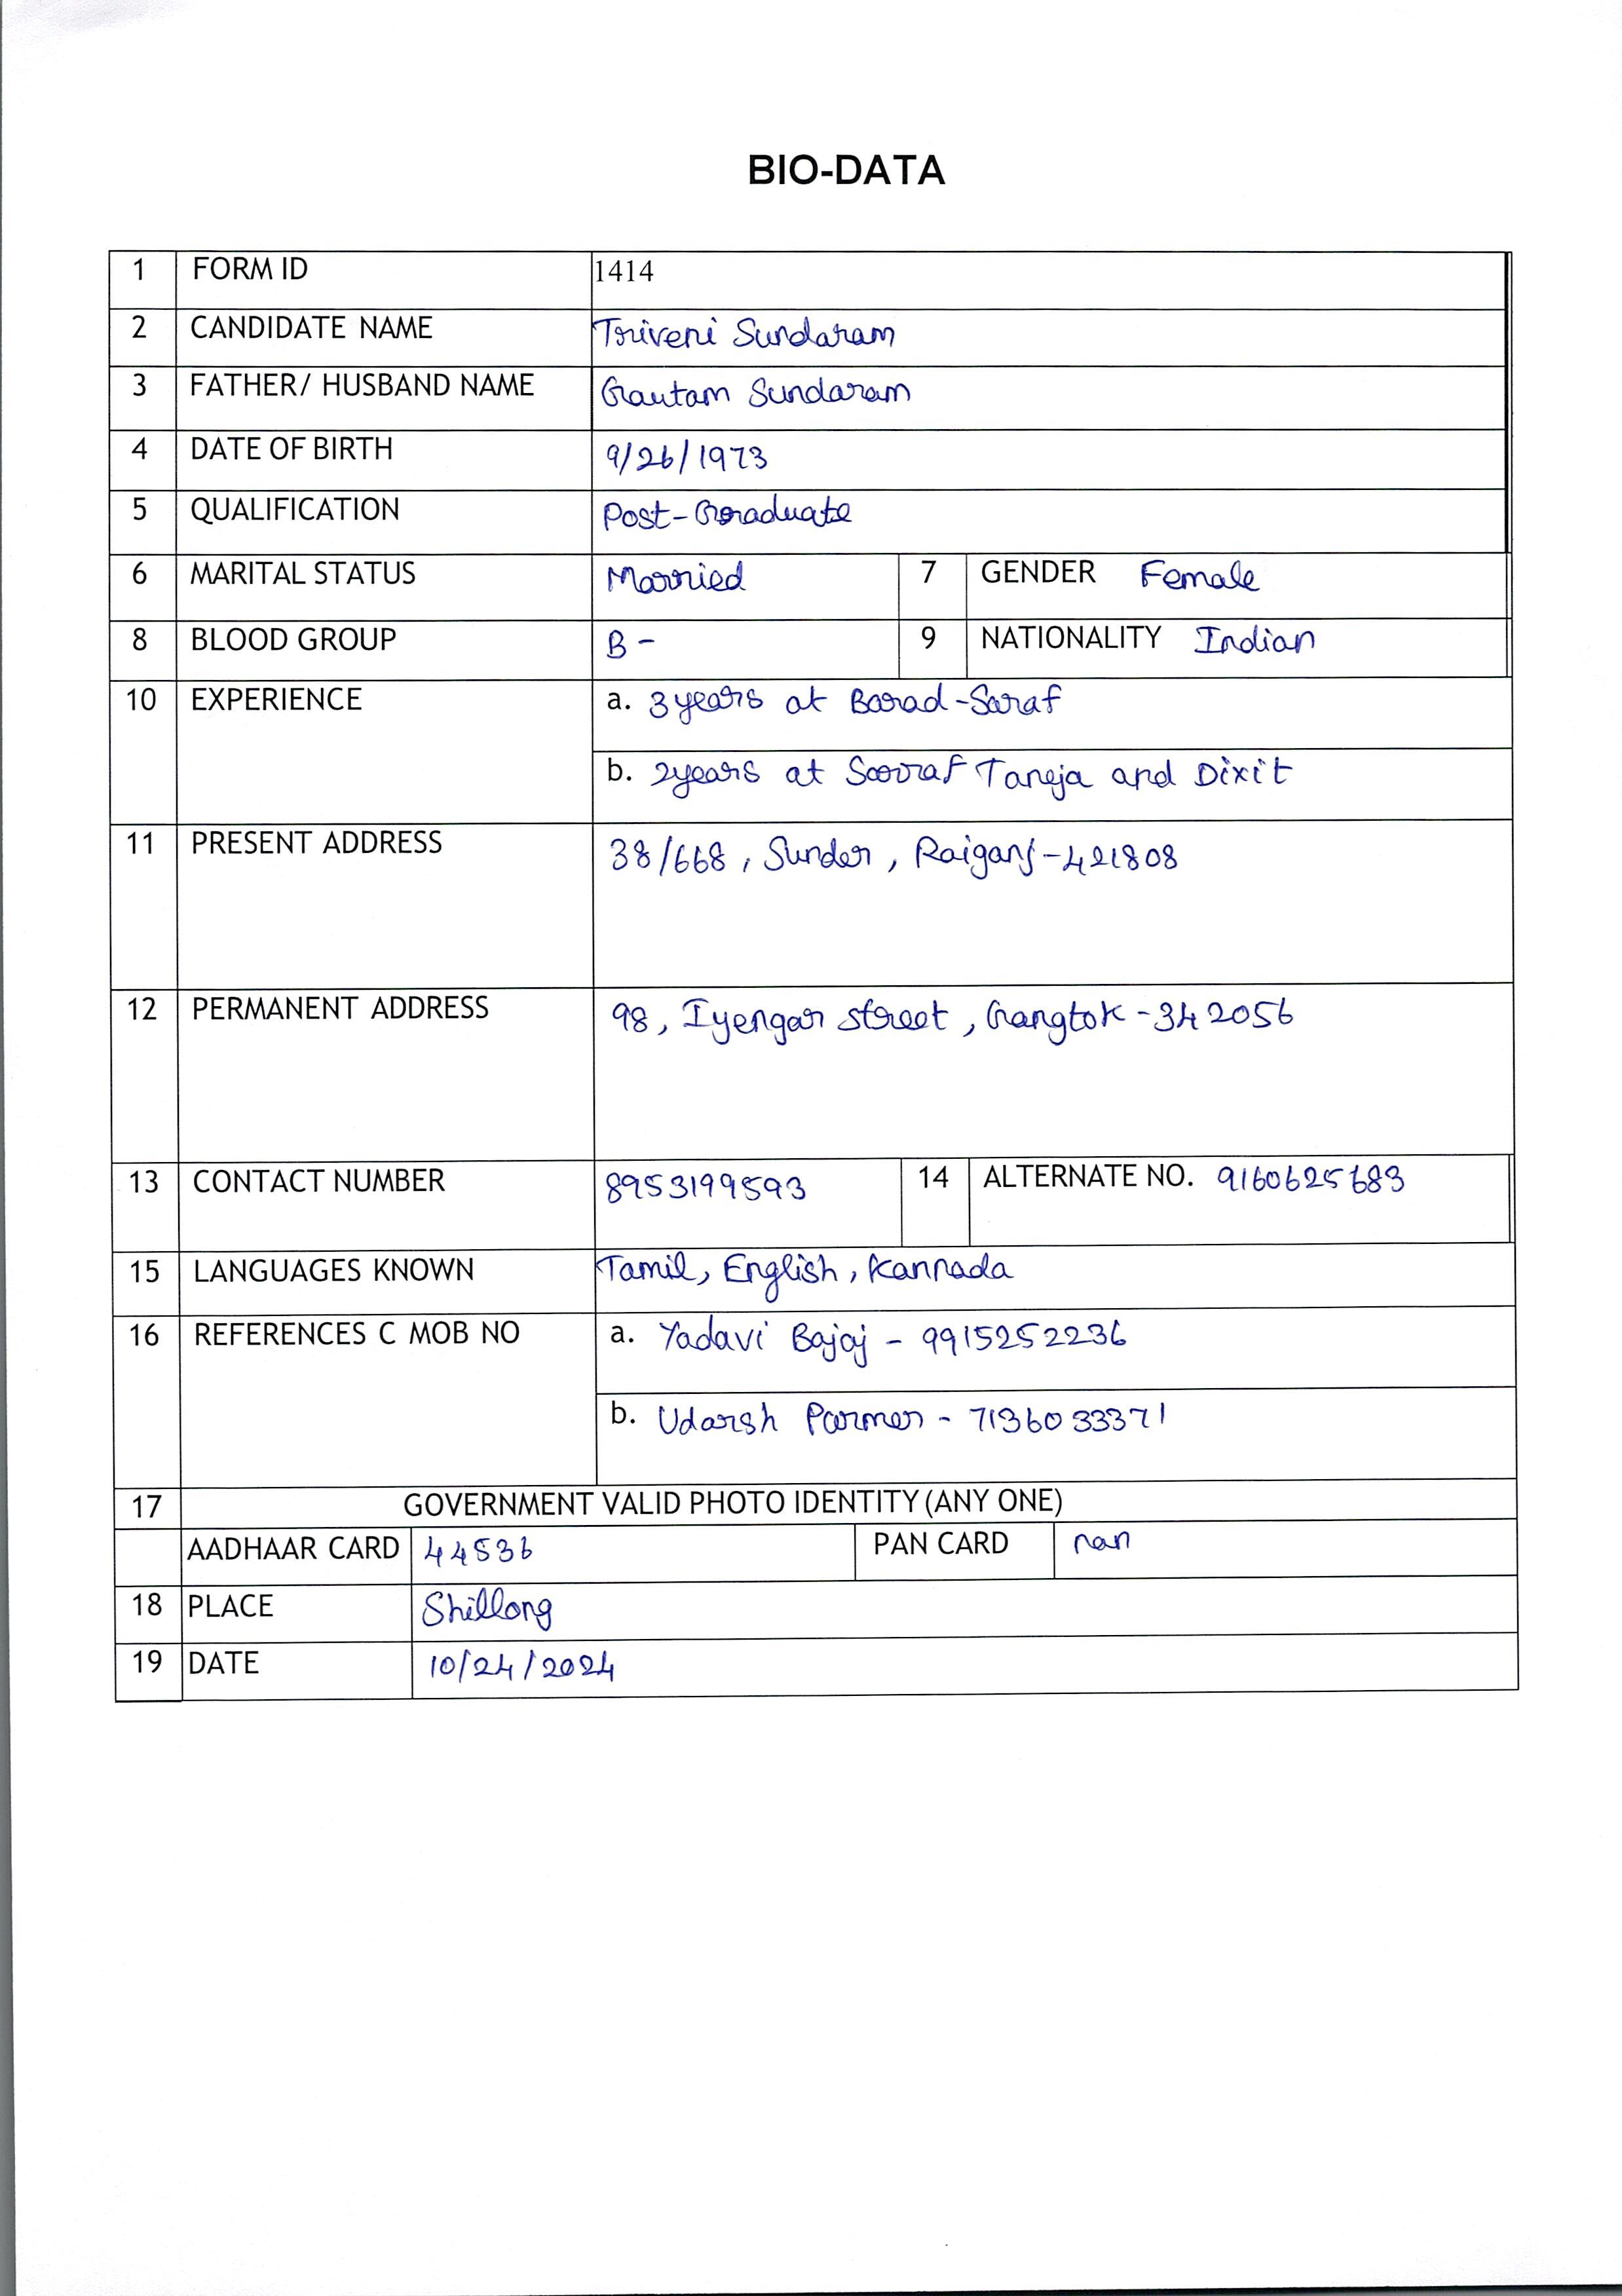 BIO-DATA
1 FORM ID 1414
2 CANDIDATE NAME Triveni Sundaram
3 FATHER/ HUSBAND NAME Gautam Sundaram
4 DATE OF BIRTH 9/26/1973
5 QUALIFICATION Post-Graduate
6 MARITAL STATUS Married 7 GENDER Female
8 BLOOD GROUP B- 9 NATIONALITY Indian
10 EXPERIENCE a. 3 years at Barad-Saraf
b. 2 years at Saraf Taneja and Dixit
11 PRESENT ADDRESS 38/668, Sunder, Raiganj-421808
12 PERMANENT ADDRESS 98, Iyengar Street, Gangtok-342056
13 CONTACT NUMBER 8953199593 14 ALTERNATE NO. 9160625683
15 LANGUAGES KNOWN Tamil, English, Kannada
16 REFERENCES C MOB NO a. Yadavi Bajaj - 9915252236
b. Udarsh Parmer - 7136033371
17 GOVERNMENT VALID PHOTO IDENTITY (ANY ONE)
AADHAAR CARD 44536 PAN CARD nan
18 PLACE Shillong
19 DATE 10/24/2024